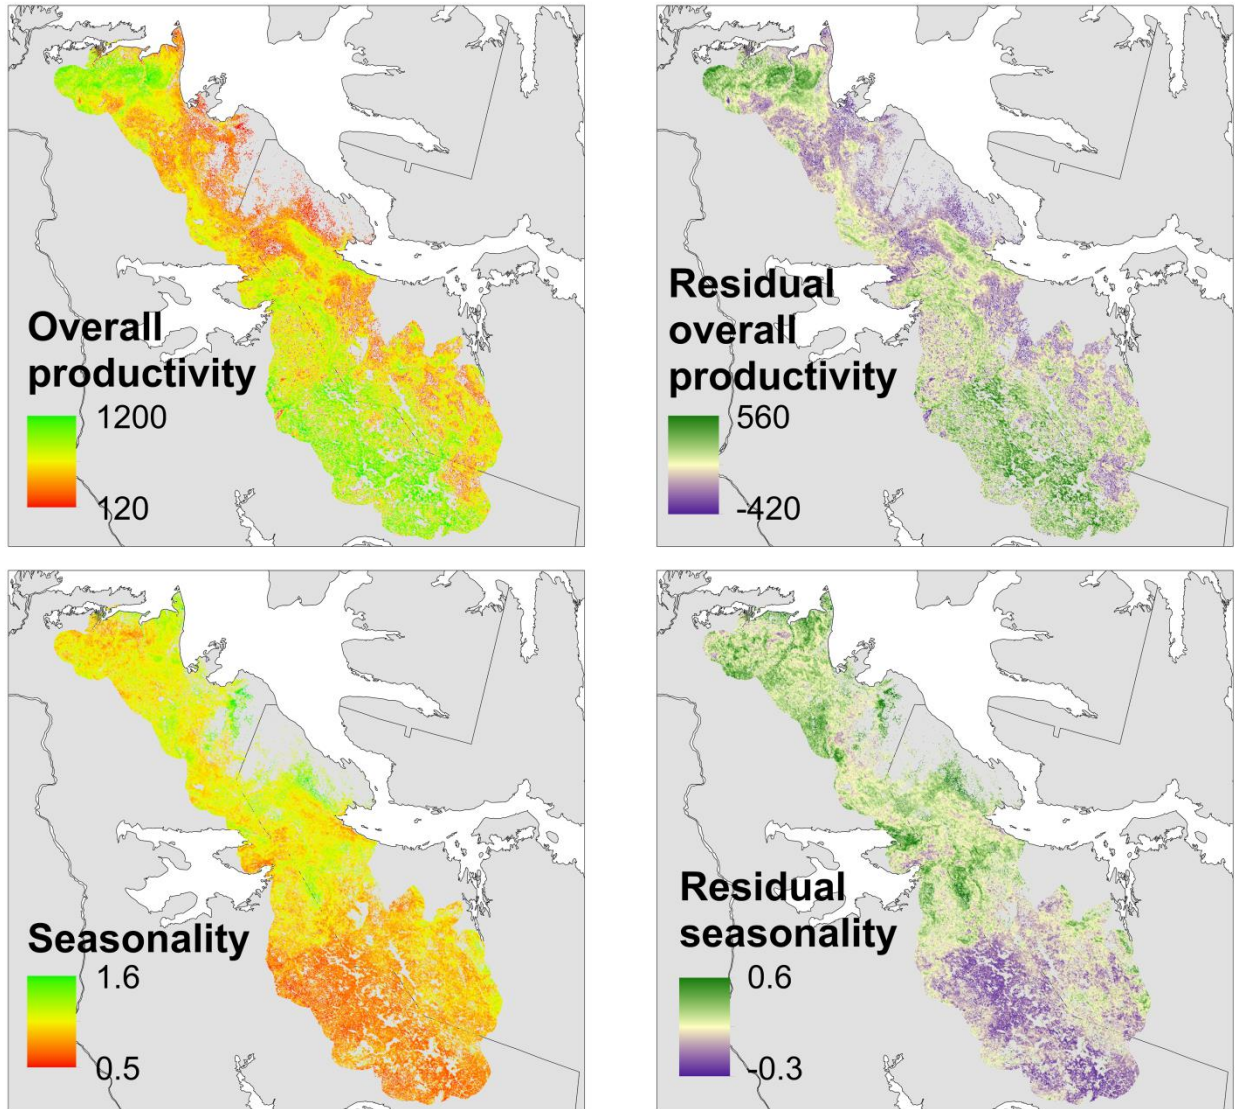 Overall
productivity
1200
120
Residual
overall
productivity
560
-420
Seasonality
1.6
0.5
Residual
seasonality
0.6
-0.3